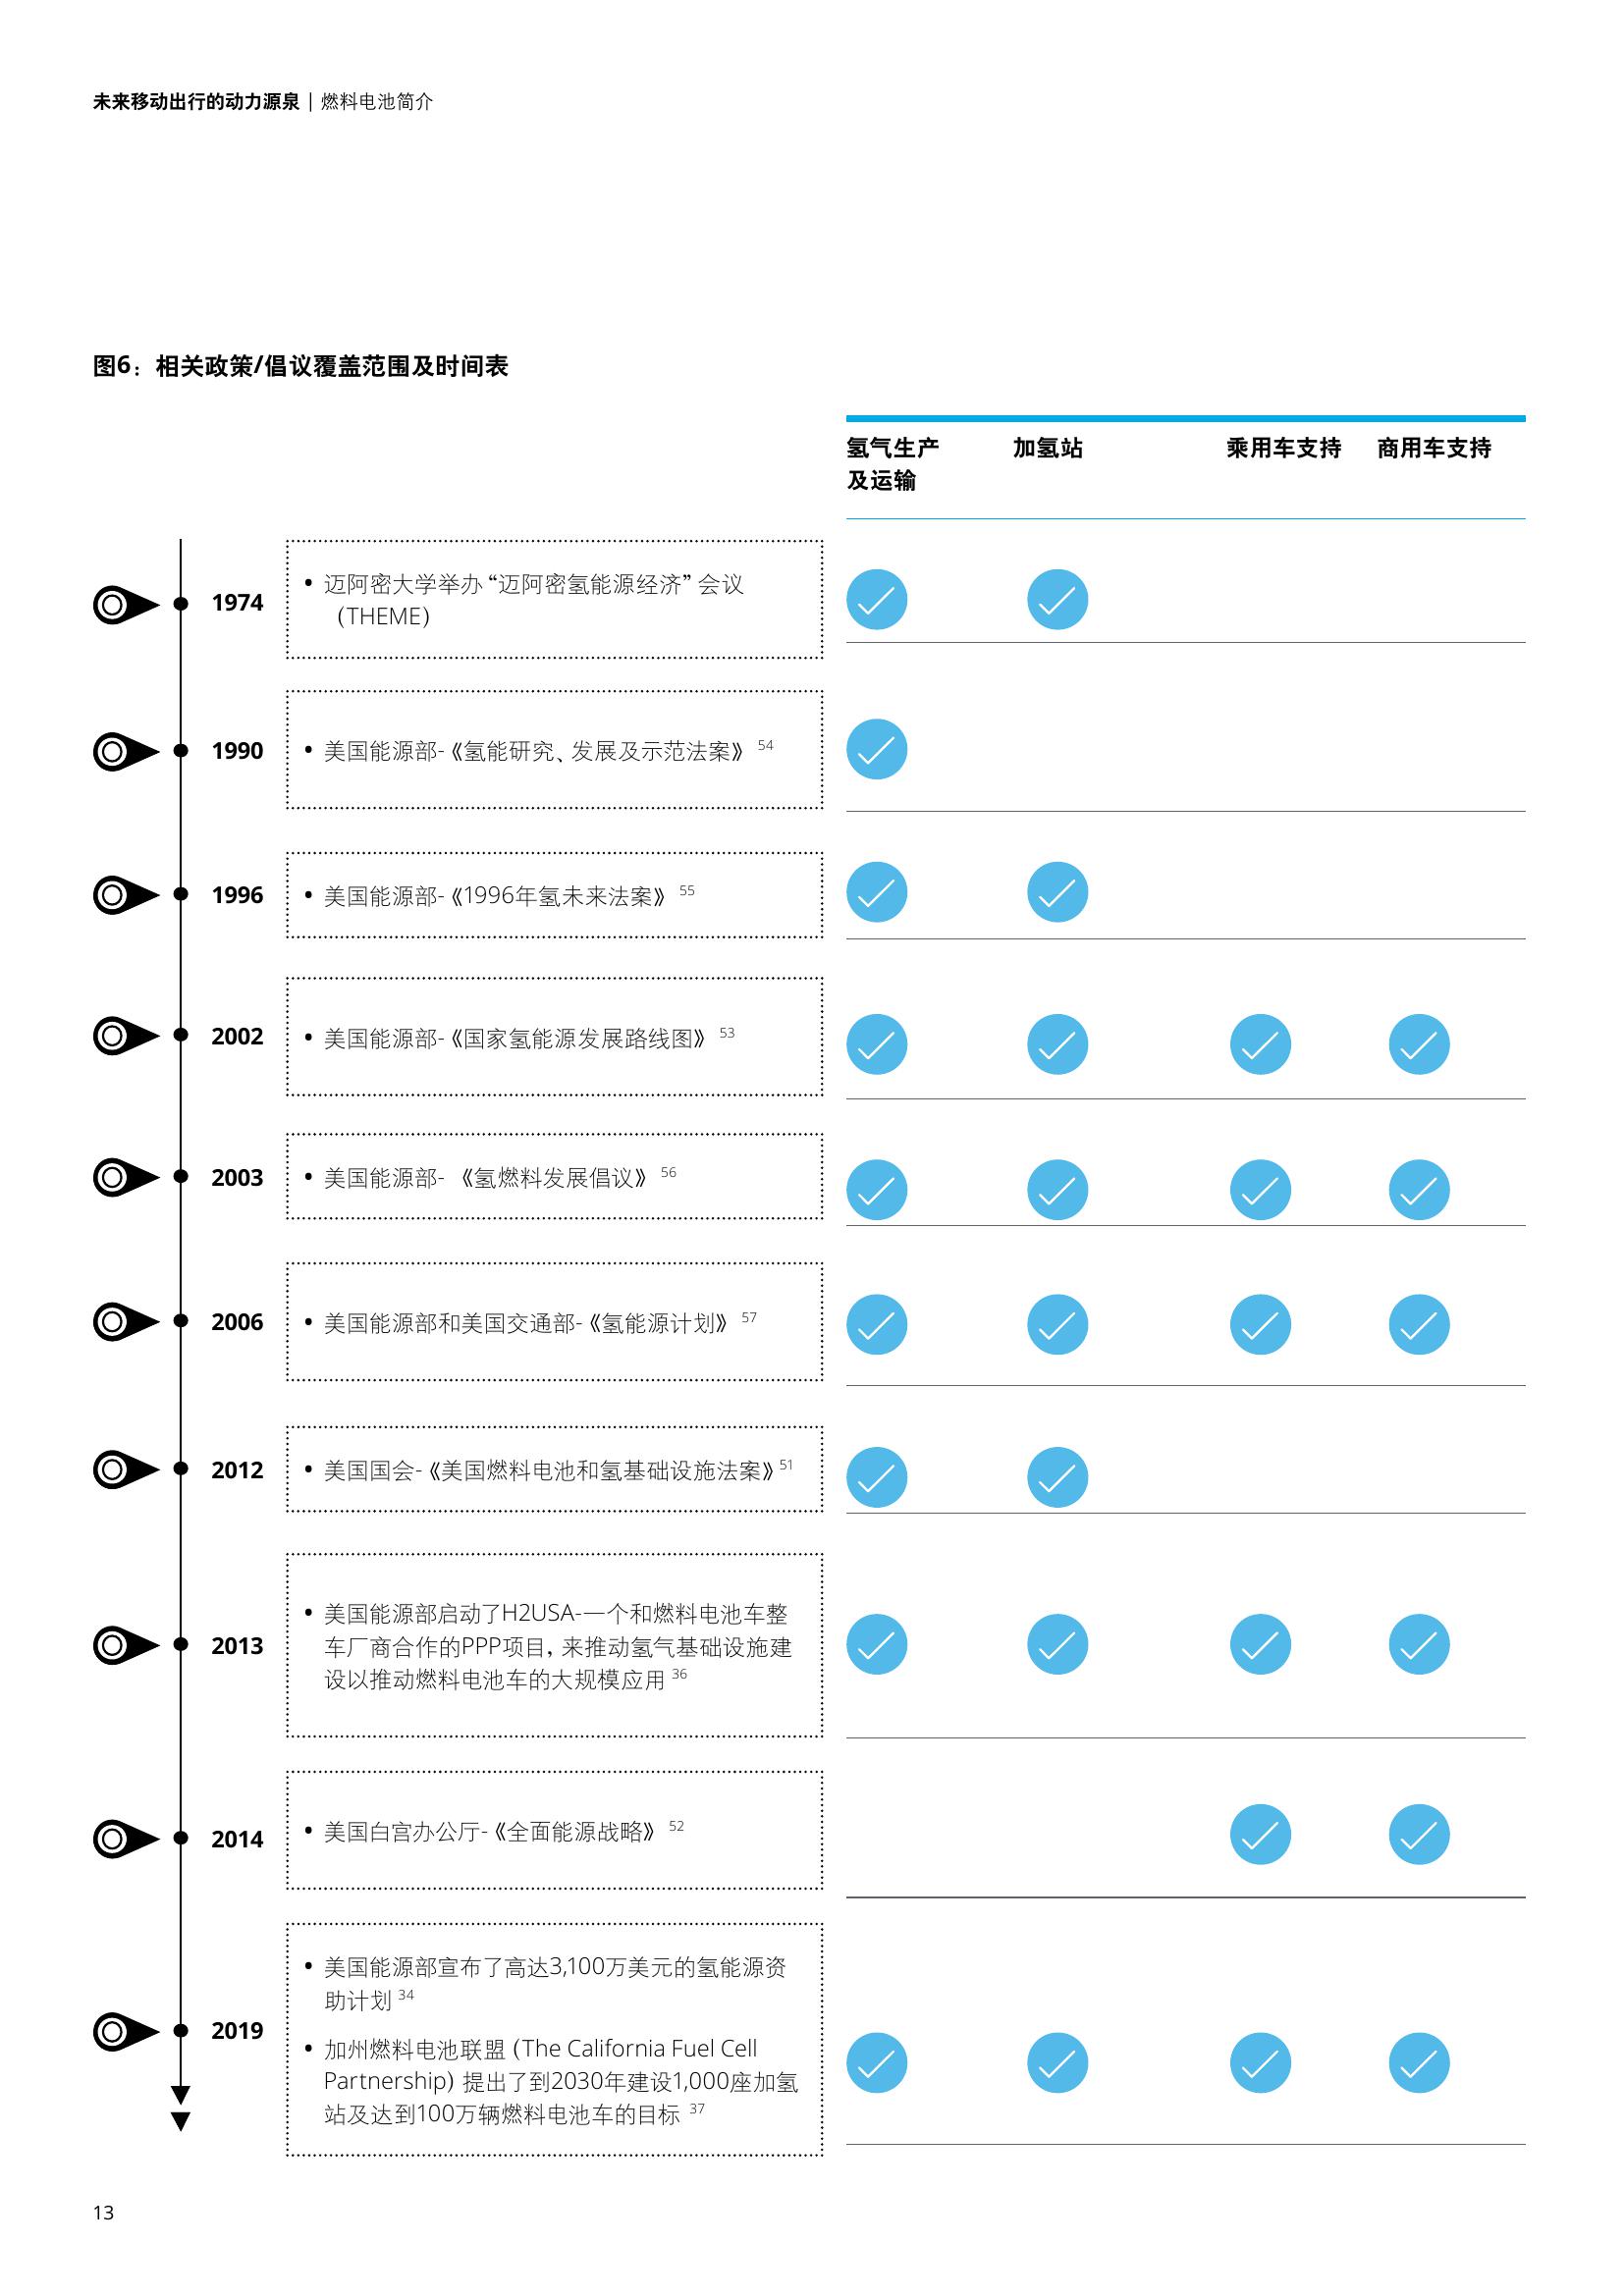 未来移动出行的动力源泉 | 燃料电池简介
图6：相关政策/倡议覆盖范围及时间表
氢气生产
及运输
加氢站
乘用车支持
商用车支持
1974
• 迈阿密大学举办“迈阿密氢能源经济”会议
（THEME）
1990
• 美国能源部-《氢能研究、发展及示范法案》 54
1996
• 美国能源部-《1996年氢未来法案》 55
2002
• 美国能源部-《国家氢能源发展路线图》 53
2003
• 美国能源部- 《氢燃料发展倡议》 56
2006
• 美国能源部和美国交通部-《氢能源计划》 57
2012
• 美国国会-《美国燃料电池和氢基础设施法案》51
2013
• 美国能源部启动了H2USA-一个和燃料电池车整
车厂商合作的PPP项目，来推动氢气基础设施建
设以推动燃料电池车的大规模应用 36
2014
• 美国白宫办公厅-《全面能源战略》 52
2019
• 美国能源部宣布了高达3,100万美元的氢能源资
助计划 34
• 加州燃料电池联盟（The California Fuel Cell
Partnership）提出了到2030年建设1,000座加氢
站及达到100万辆燃料电池车的目标 37
13